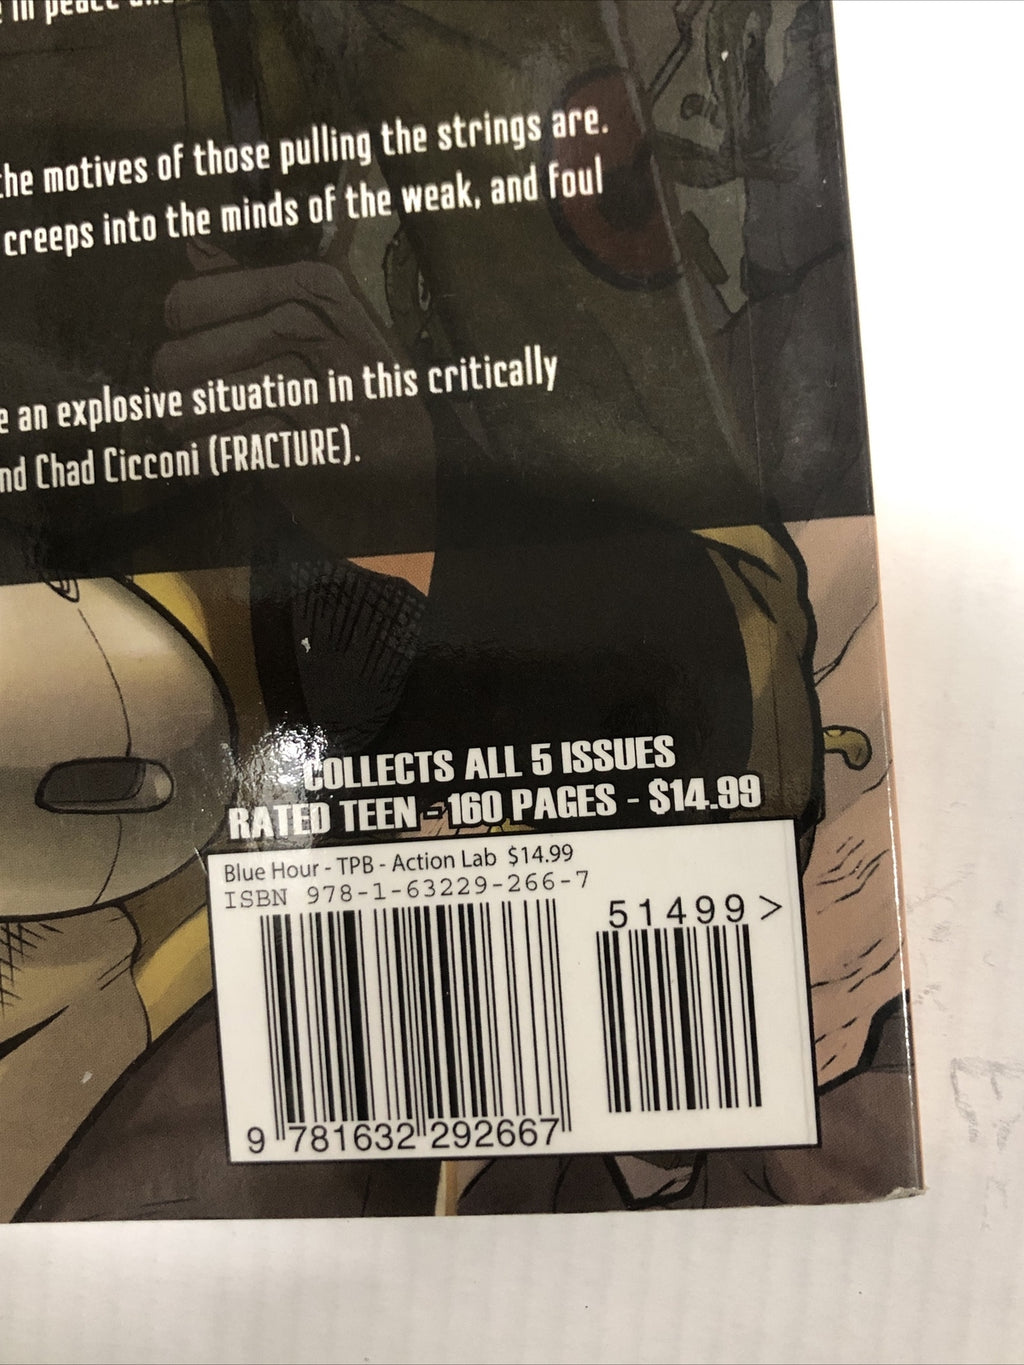 in peace
the motives of those pulling the strings are.
creeps into the minds of the weak, and foul
an explosive situation in this critically
Chad Cicconi (FRACTURE).
COLLECTS ALL 5 ISSUES
RATED TEEN - 160 PAGES - $14.99
Blue Hour - TPB - Action Lab $14.99
ISBN 978-1-63229-266-7
51499>
9 781632 292667